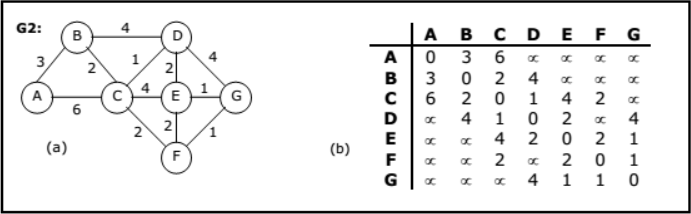 G2:
B 4 D
3 2 1 2 4
A 6 C 4 E 1 G
2 2 1
F
(a)
A B C D E F G
A 0 3 6 ∝ ∝ ∝ ∝
B 3 0 2 4 ∝ ∝ ∝
C 6 2 0 1 4 2 ∝
D ∝ 4 1 0 2 ∝ 4
E ∝ ∝ 4 2 0 2 1
F ∝ ∝ 2 ∝ 2 0 1
G ∝ ∝ ∝ 4 1 1 0
(b)